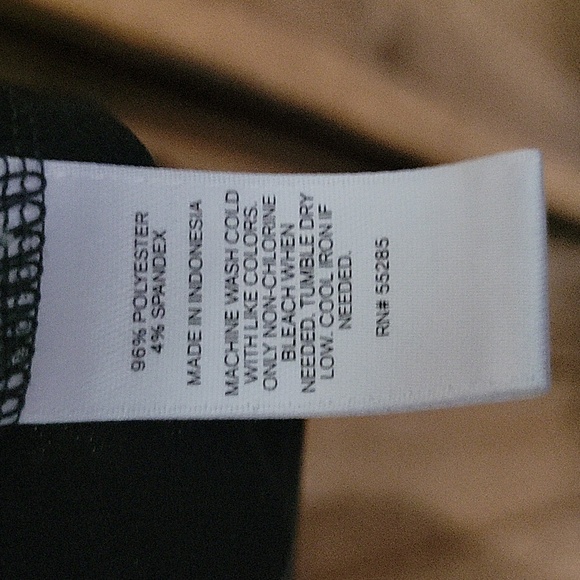 96% POLYESTER
4% SPANDEX
MADE IN INDONESIA
MACHINE WASH COLD
WITH LIKE COLORS.
ONLY NON-CHLORINE
BLEACH WHEN
NEEDED. TUMBLE DRY
LOW. COOL IRON IF
NEEDED.
RN# 55285